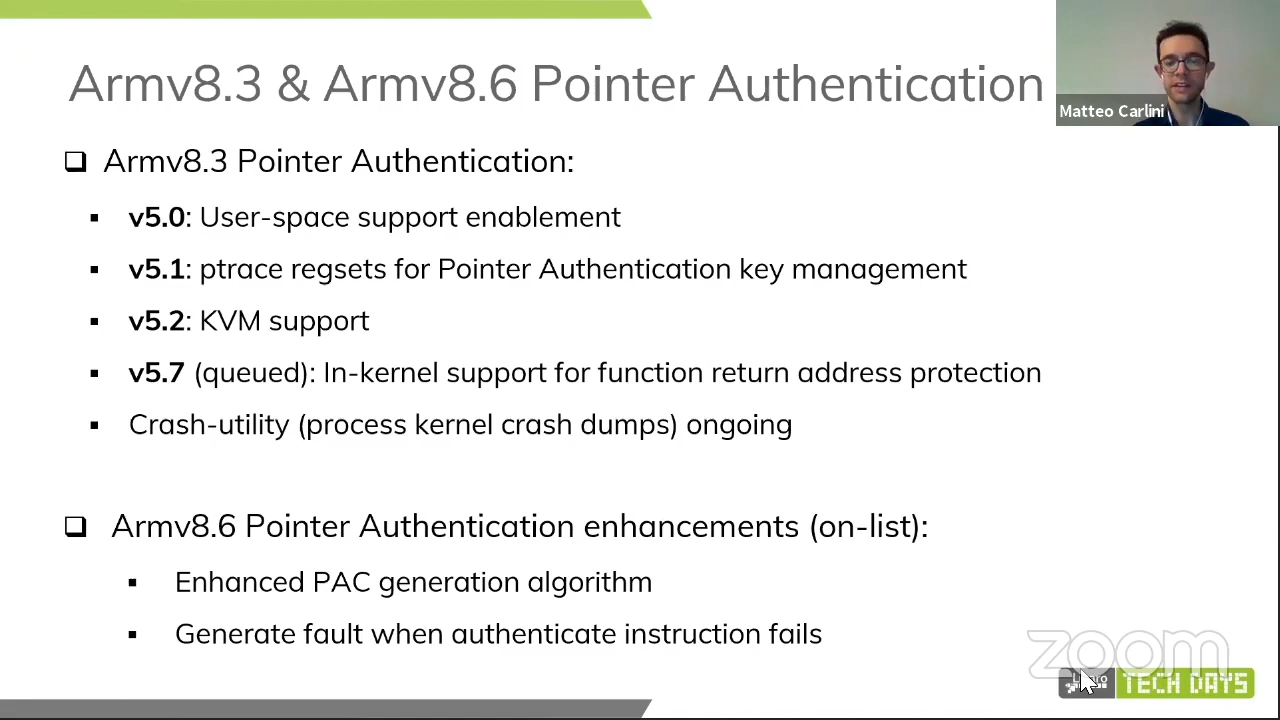 Armv8.3 & Armv8.6 Pointer Authentication
Matteo Carlini
❑ Armv8.3 Pointer Authentication:
▪ v5.0: User-space support enablement
▪ v5.1: ptrace regsets for Pointer Authentication key management
▪ v5.2: KVM support
▪ v5.7 (queued): In-kernel support for function return address protection
▪ Crash-utility (process kernel crash dumps) ongoing
❑ Armv8.6 Pointer Authentication enhancements (on-list):
▪ Enhanced PAC generation algorithm
▪ Generate fault when authenticate instruction fails
zoom
TECH DAYS